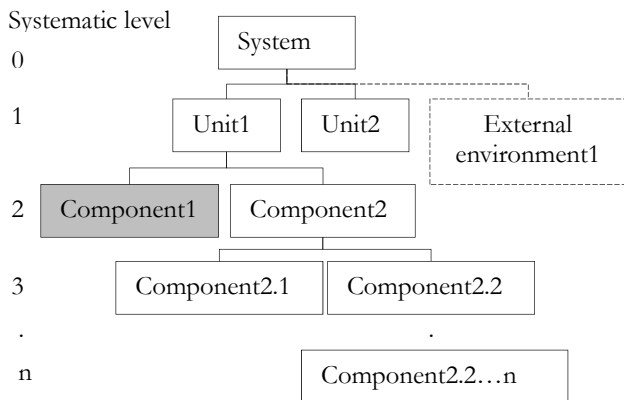 Systematic level
0
System
1
Unit1
Unit2
External
environment1
2
Component1
Component2
3
Component2.1
Component2.2
.
.
n
Component2.2…n